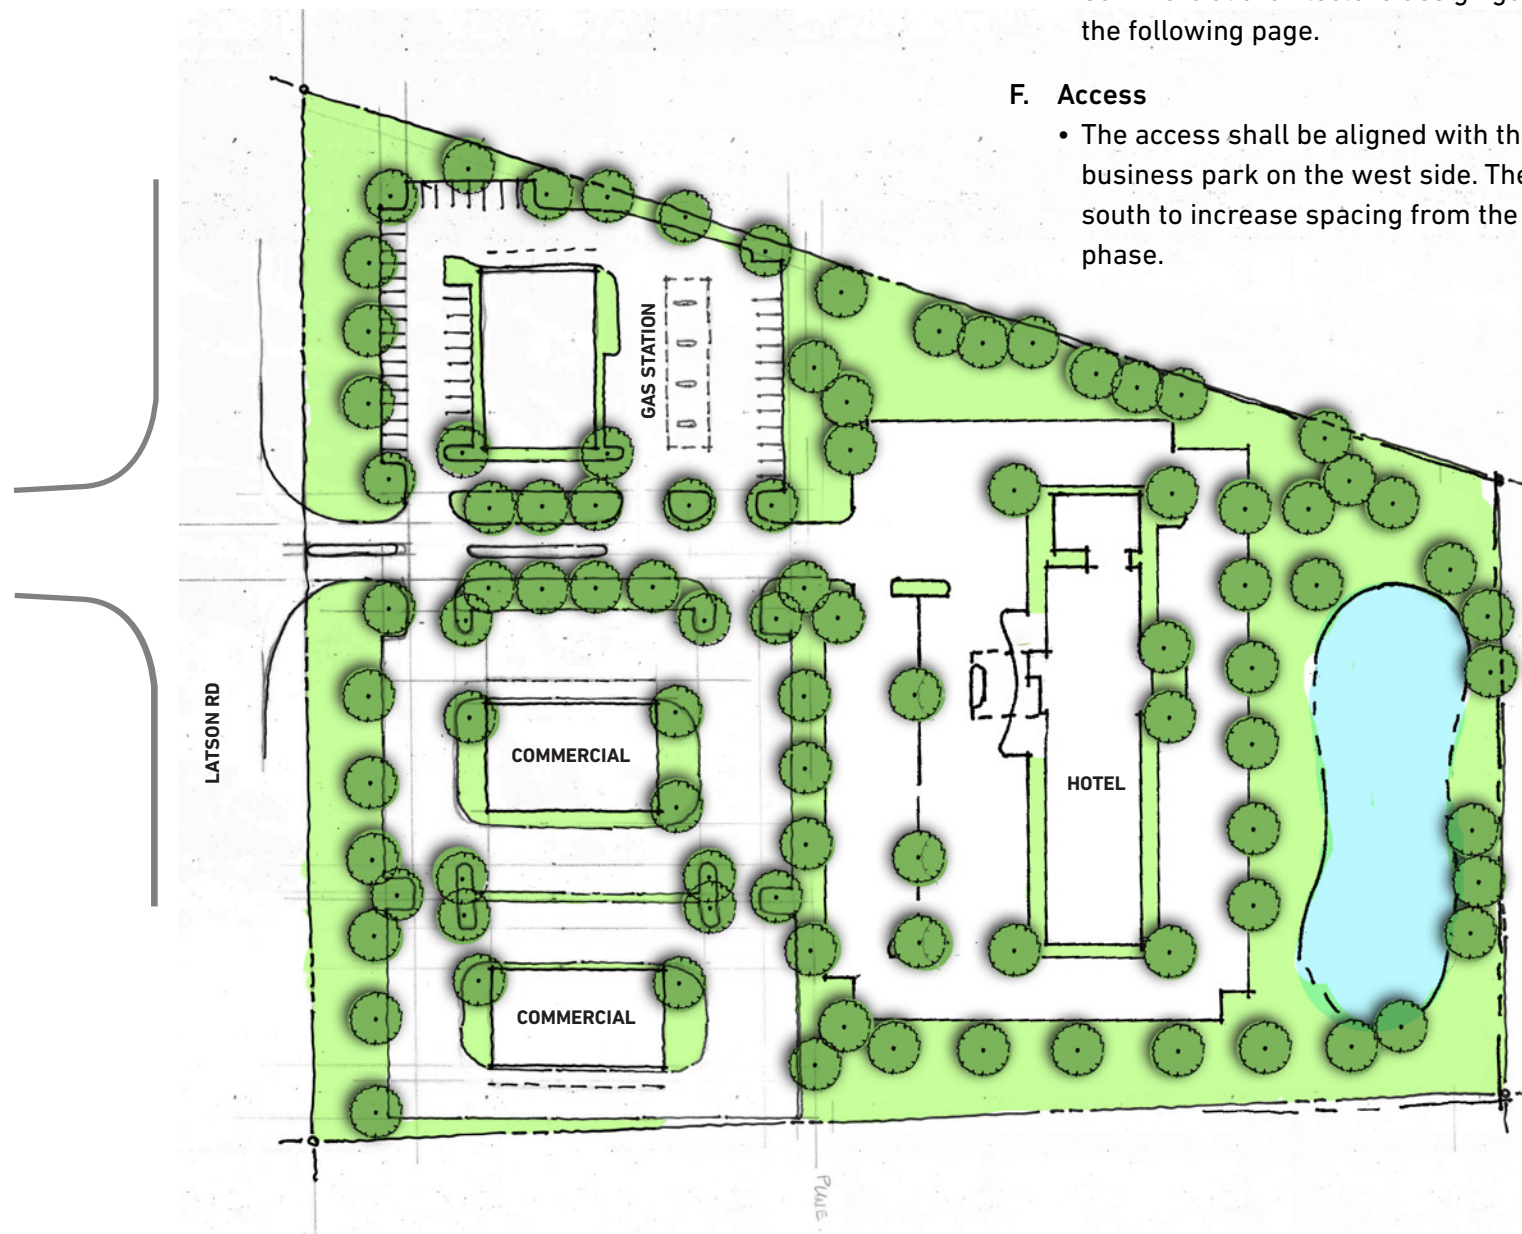 the following page.
F. Access
• The access shall be aligned with th
business park on the west side. The
south to increase spacing from the
phase.
GAS STATION
LATSON RD
COMMERCIAL
HOTEL
COMMERCIAL